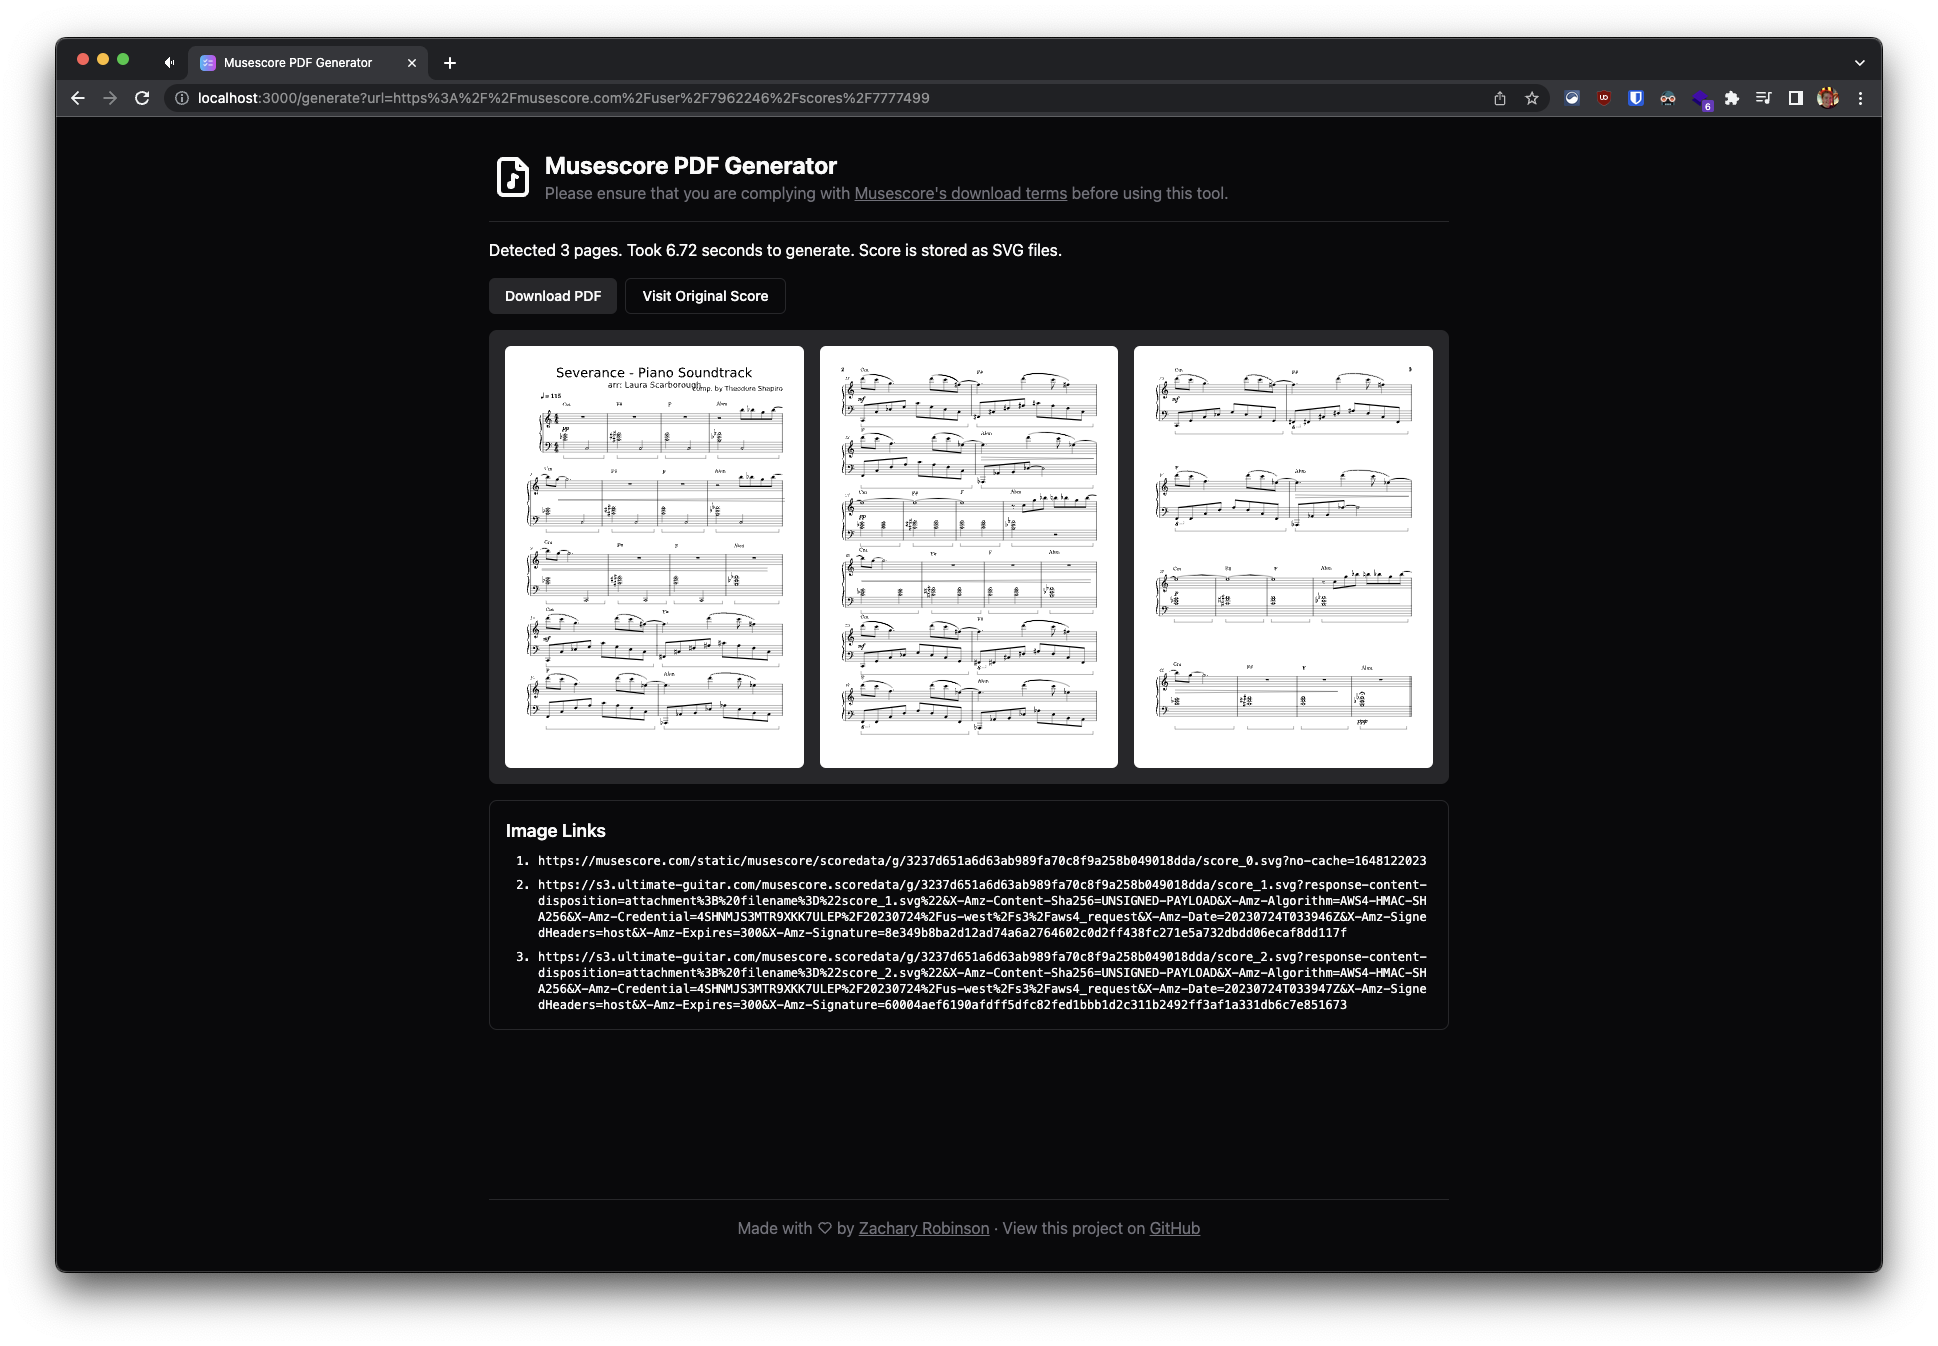 Musescore PDF Generator
localhost:3000/generate?url=https%3A%2F%2Fmusescore.com%2Fuser%2F7962246%2Fscores%2F7777499
6
Musescore PDF Generator
Please ensure that you are complying with Musescore's download terms before using this tool.
Detected 3 pages. Took 6.72 seconds to generate. Score is stored as SVG files.
Download PDF
Visit Original Score
Severance - Piano Soundtrack
arr: Laura Scarborough
comp. by Theodore Shapiro
Image Links
1. https://musescore.com/static/musescore/scoredata/g/3237d651a6d63ab989fa70c8f9a258b049018dda/score_0.svg?no-cache=1648122023
2. https://s3.ultimate-guitar.com/musescore.scoredata/g/3237d651a6d63ab989fa70c8f9a258b049018dda/score_1.svg?response-content-
disposition=attachment%3B%20filename%3D%22score_1.svg%22&X-Amz-Content-Sha256=UNSIGNED-PAYLOAD&X-Amz-Algorithm=AWS4-HMAC-SH
A256&X-Amz-Credential=4SHNMJS3MTR9XKK7ULEP%2F20230724%2Fus-west%2Fs3%2Faws4_request&X-Amz-Date=20230724T033946Z&X-Amz-Signe
dHeaders=host&X-Amz-Expires=300&X-Amz-Signature=8e349b8ba2d12ad74a6a2764602c0d2ff438fc271e5a732dbdd06ecaf8dd117f
3. https://s3.ultimate-guitar.com/musescore.scoredata/g/3237d651a6d63ab989fa70c8f9a258b049018dda/score_2.svg?response-content-
disposition=attachment%3B%20filename%3D%22score_2.svg%22&X-Amz-Content-Sha256=UNSIGNED-PAYLOAD&X-Amz-Algorithm=AWS4-HMAC-SH
A256&X-Amz-Credential=4SHNMJS3MTR9XKK7ULEP%2F20230724%2Fus-west%2Fs3%2Faws4_request&X-Amz-Date=20230724T033947Z&X-Amz-Signe
dHeaders=host&X-Amz-Expires=300&X-Amz-Signature=60004aef6190afdff5dfc82fed1bbb1d2c311b2492ff3af1a331db6c7e851673
Made with ♡ by Zachary Robinson · View this project on GitHub